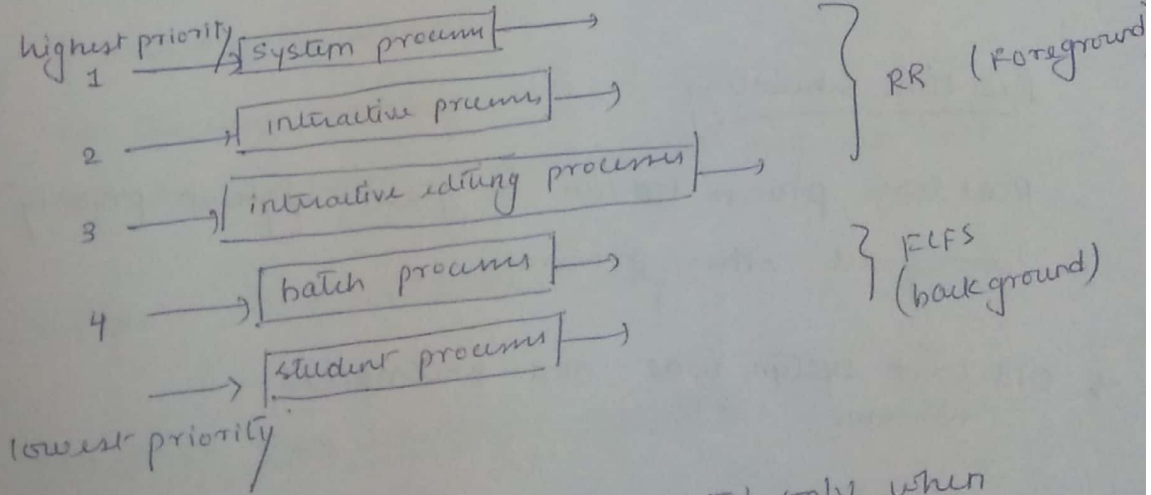 highest priority
system process
1
RR (Foreground)
interactive process
2
interactive editing processes
3
FCFS
(background)
batch process
4
student process
lowest priority
only when